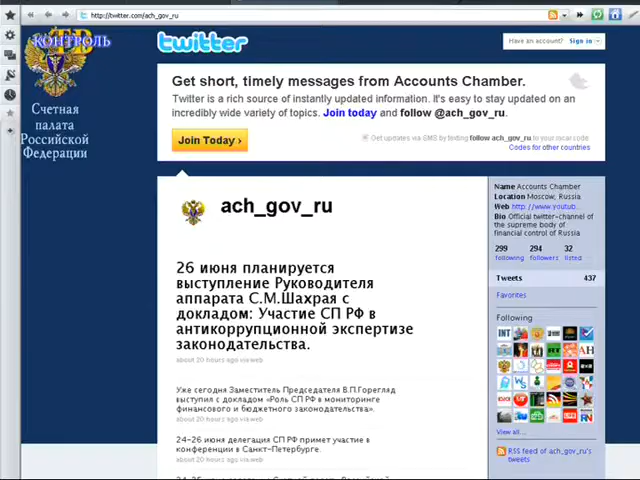 http://twitter.com/ach_gov_ru
КОНТРОЛЬ
Счетная
палата
Российской
Федерации
twitter
Have an account? Sign in
Get short, timely messages from Accounts Chamber.
Twitter is a rich source of instantly updated information. It's easy to stay updated on an
incredibly wide variety of topics. Join today and follow @ach_gov_ru.
Join Today ›
Get updates via SMS by texting follow ach_gov_ru to your local code.
Codes for other countries
ach_gov_ru
26 июня планируется
выступление Руководителя
аппарата С.М.Шахрая с
докладом: Участие СП РФ в
антикоррупционной экспертизе
законодательства.
about 20 hours ago via web
Уже сегодня Заместитель Председателя В.П.Горегляд
выступил с докладом «Роль СП РФ в мониторинге
финансового и бюджетного законодательства».
about 20 hours ago via web
24-26 июня делегация СП РФ примет участие в
конференции в Санкт-Петербурге.
about 20 hours ago via web
Name Accounts Chamber
Location Moscow, Russia
Web http://www.youtub...
Bio Official twitter-channel of
the supreme body of
financial control of Russia
299 294 32
following followers listed
Tweets 437
Favorites
Following
INT
View all...
RSS feed of ach_gov_ru's
tweets